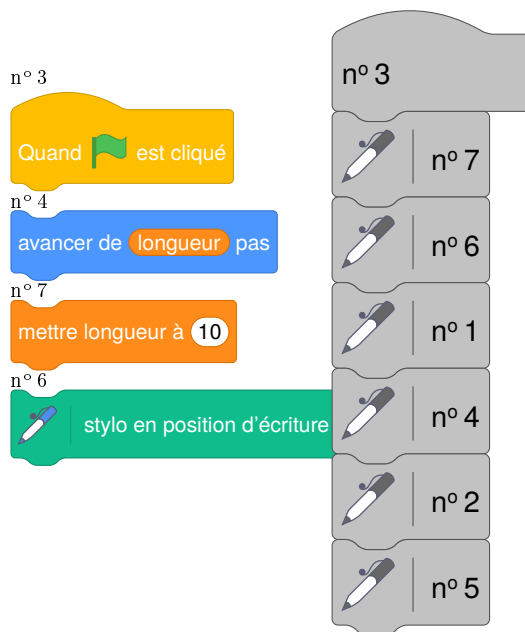 n° 3
Quand est cliqué
n° 4
avancer de longueur pas
n° 7
mettre longueur à 10
n° 6
stylo en position d'écriture
nº 3
nº 7
nº 6
nº 1
nº 4
nº 2
nº 5